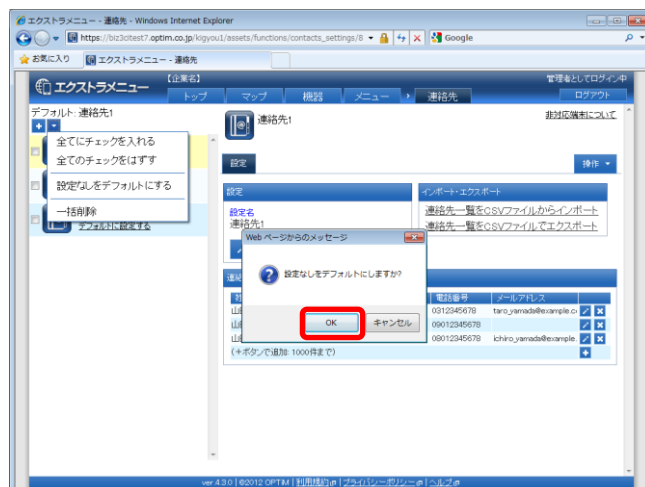 エクストラメニュー - 連絡先 - Windows Internet Explorer
https://biz3citest7.optim.co.jp/kigyou1/assets/functions/contacts_settings/8
Google
お気に入り
エクストラメニュー - 連絡先
エクストラメニュー
【企業名】
管理者としてログイン中
トップ
マップ
機器
メニュー
連絡先
ログアウト
デフォルト: 連絡先1
連絡先1
非対応端末について
全てにチェックを入れる
全てのチェックをはずす
設定なしをデフォルトにする
一括削除
デフォルトに設定する
設定
操作
設定
インポート・エクスポート
設定名
連絡先1
連絡先一覧をCSVファイルからインポート
連絡先一覧をCSVファイルでエクスポート
Web ページからのメッセージ
設定なしをデフォルトにしますか?
OK
キャンセル
電話番号
メールアドレス
0312345678
taro_yamada@example.co
09012345678
08012345678
ichiro_yamada@example.
(+ボタンで追加: 1000件まで)
ver.4.3.0 | ©2012 OPTiM | 利用規約 | プライバシーポリシー | ヘルプ